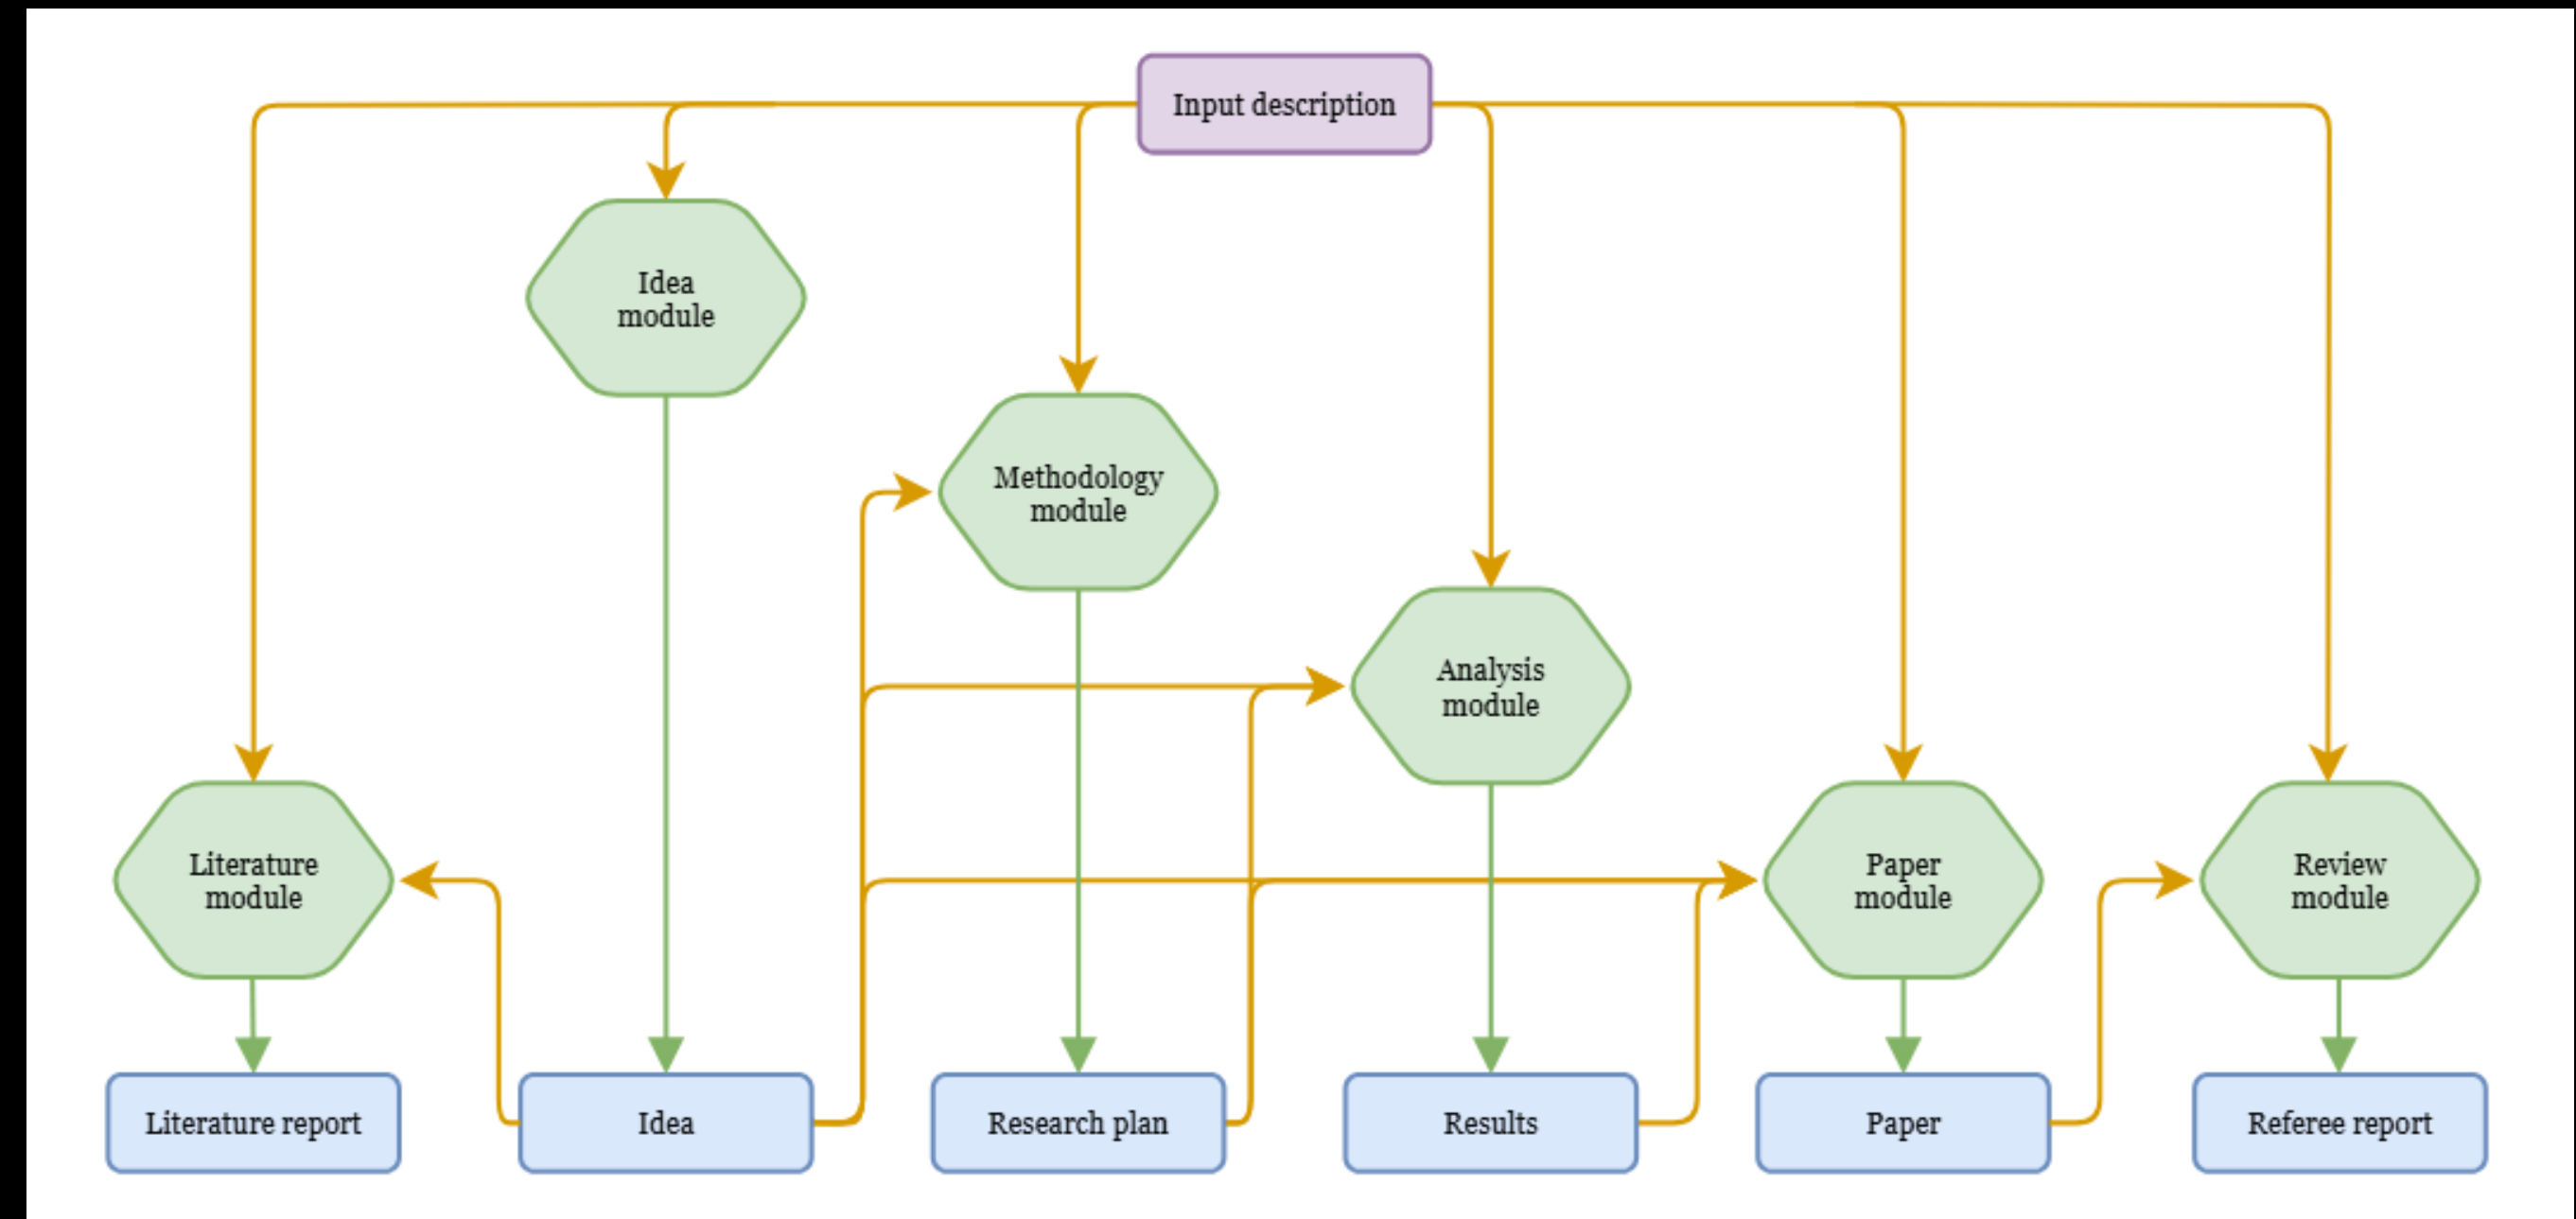 Input description
Idea
module
Methodology
module
Analysis
module
Literature
module
Paper
module
Review
module
Literature report
Idea
Research plan
Results
Paper
Referee report